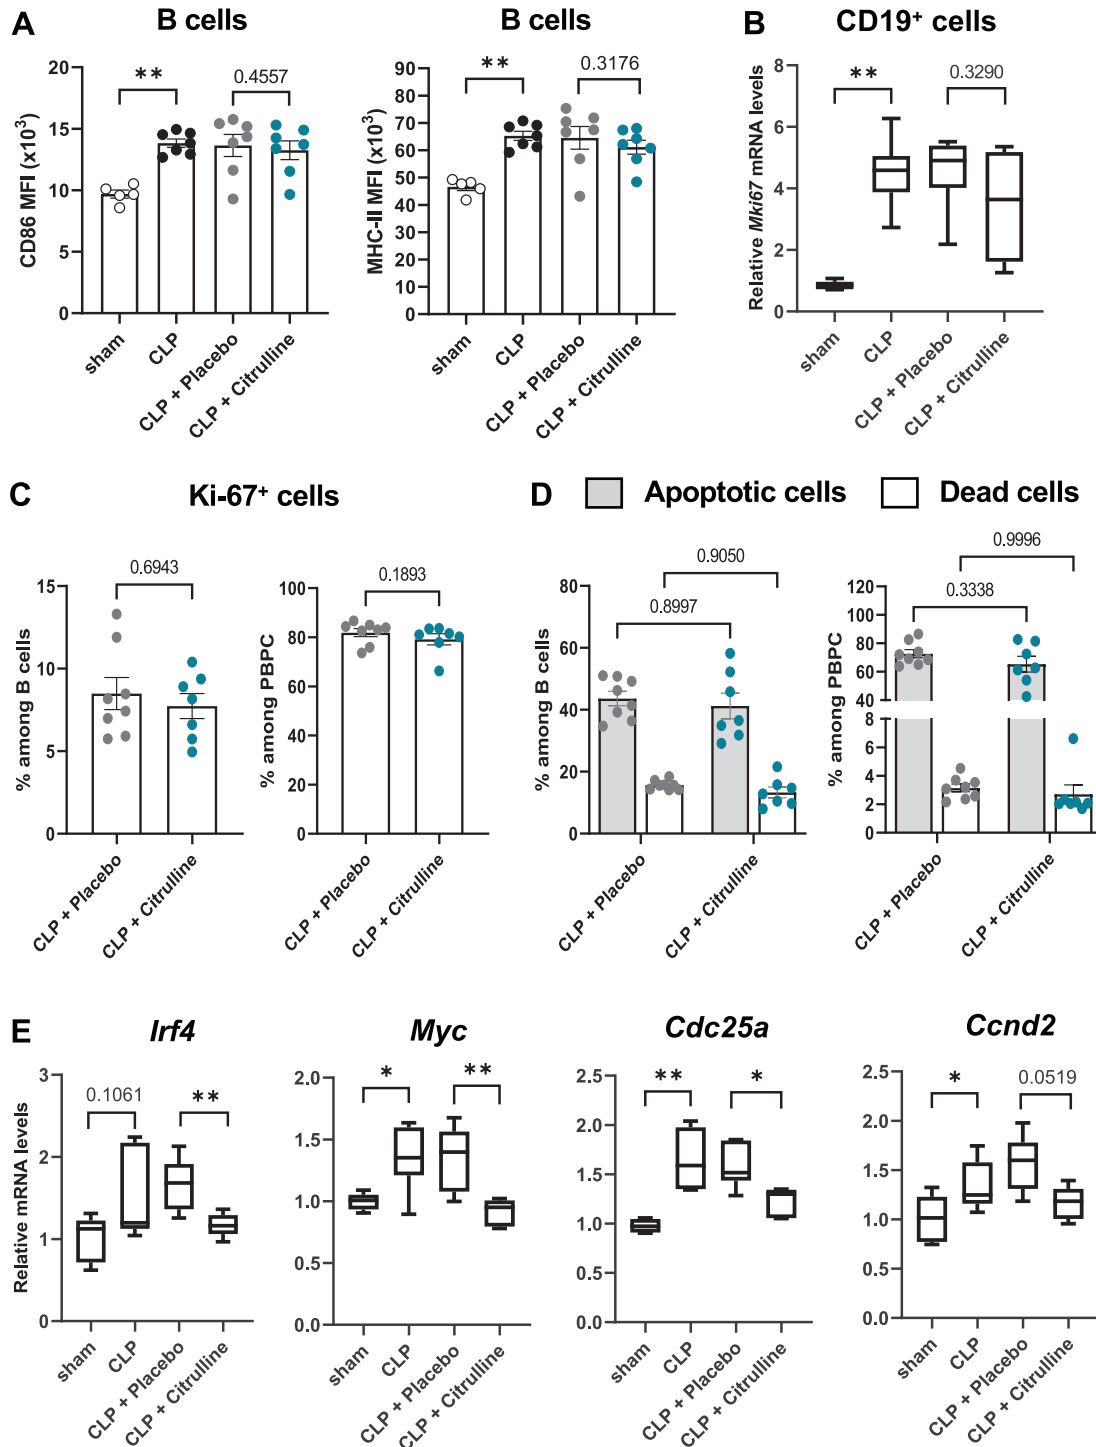 A
B cells
CD86 MFI (x10³)
20
15
10
5
0
**
0.4557
sham
CLP
CLP + Placebo
CLP + Citrulline
B cells
MHC-II MFI (x10³)
90
80
70
60
50
40
30
20
10
0
**
0.3176
sham
CLP
CLP + Placebo
CLP + Citrulline
B
CD19⁺ cells
Relative Mki67 mRNA levels
8
6
4
2
0
**
0.3290
sham
CLP
CLP + Placebo
CLP + Citrulline
C
Ki-67⁺ cells
% among B cells
15
10
5
0
0.6943
CLP + Placebo
CLP + Citrulline
% among PBPC
100
80
60
40
20
0
0.1893
CLP + Placebo
CLP + Citrulline
D
Apoptotic cells
Dead cells
% among B cells
80
60
40
20
0
0.9050
0.8997
CLP + Placebo
CLP + Citrulline
% among PBPC
120
100
80
60
40
8
6
4
2
0
0.9996
0.3338
CLP + Placebo
CLP + Citrulline
E
Irf4
Relative mRNA levels
3
2
1
0
0.1061
**
sham
CLP
CLP + Placebo
CLP + Citrulline
Myc
2.0
1.5
1.0
0.5
0.0
*
**
sham
CLP
CLP + Placebo
CLP + Citrulline
Cdc25a
2.5
2.0
1.5
1.0
0.5
0.0
**
*
sham
CLP
CLP + Placebo
CLP + Citrulline
Ccnd2
2.5
2.0
1.5
1.0
0.5
0.0
*
0.0519
sham
CLP
CLP + Placebo
CLP + Citrulline